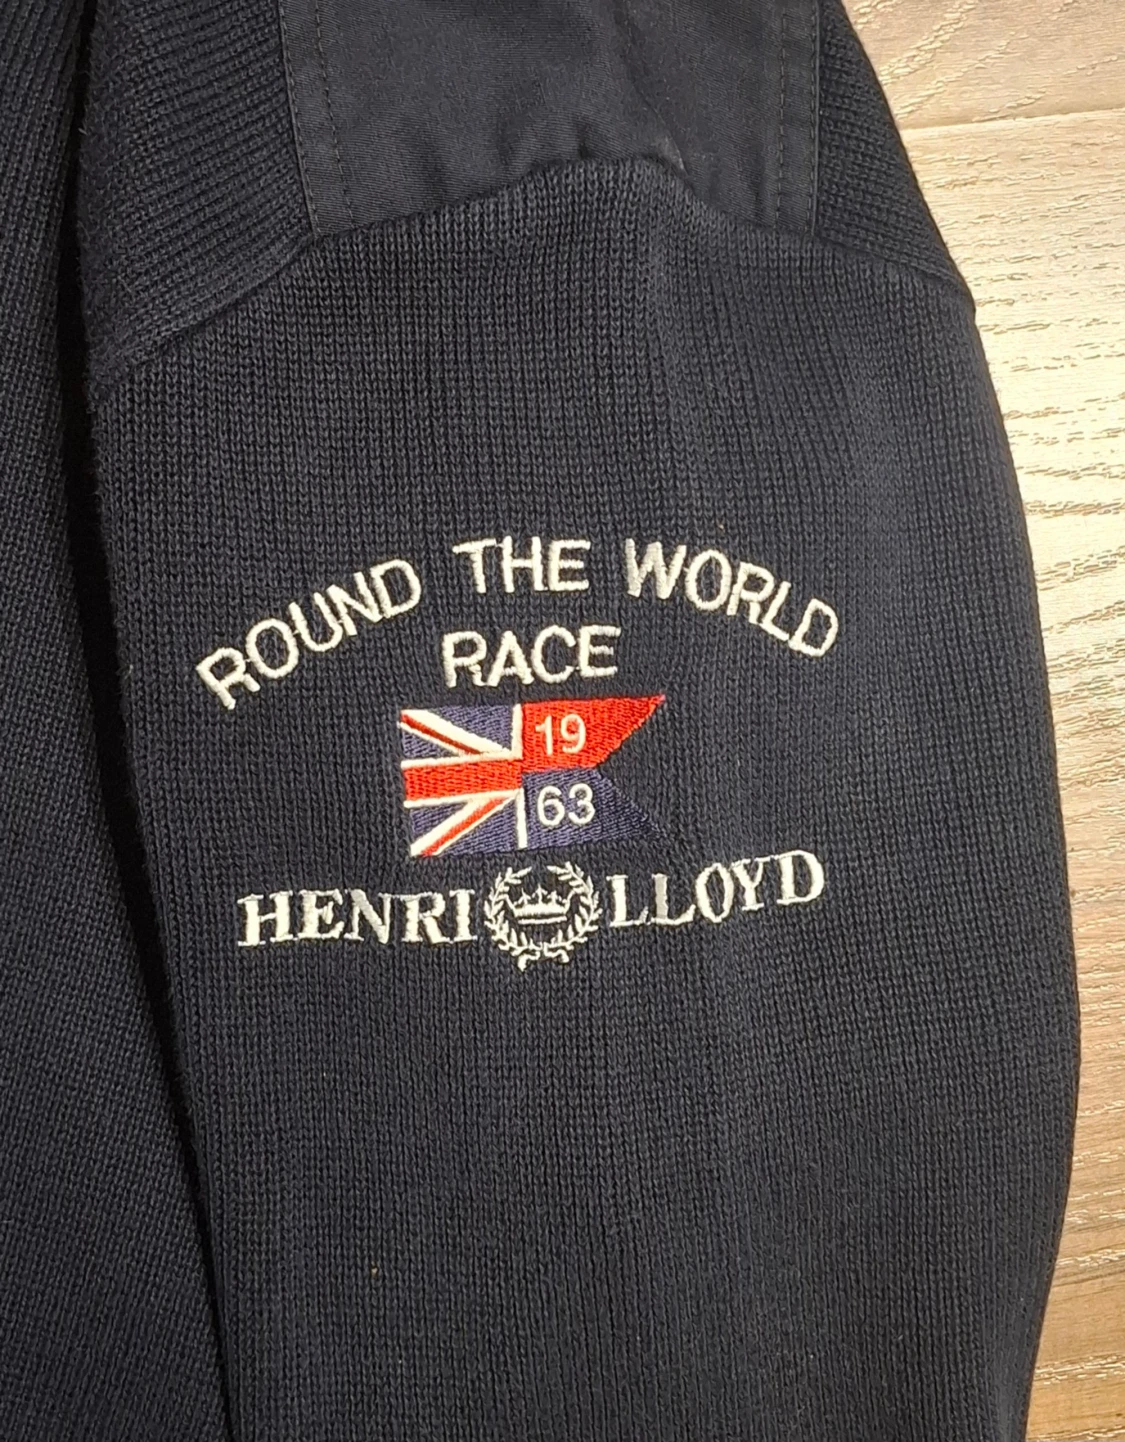 ROUND THE WORLD
RACE
19
63
HENRI LLOYD